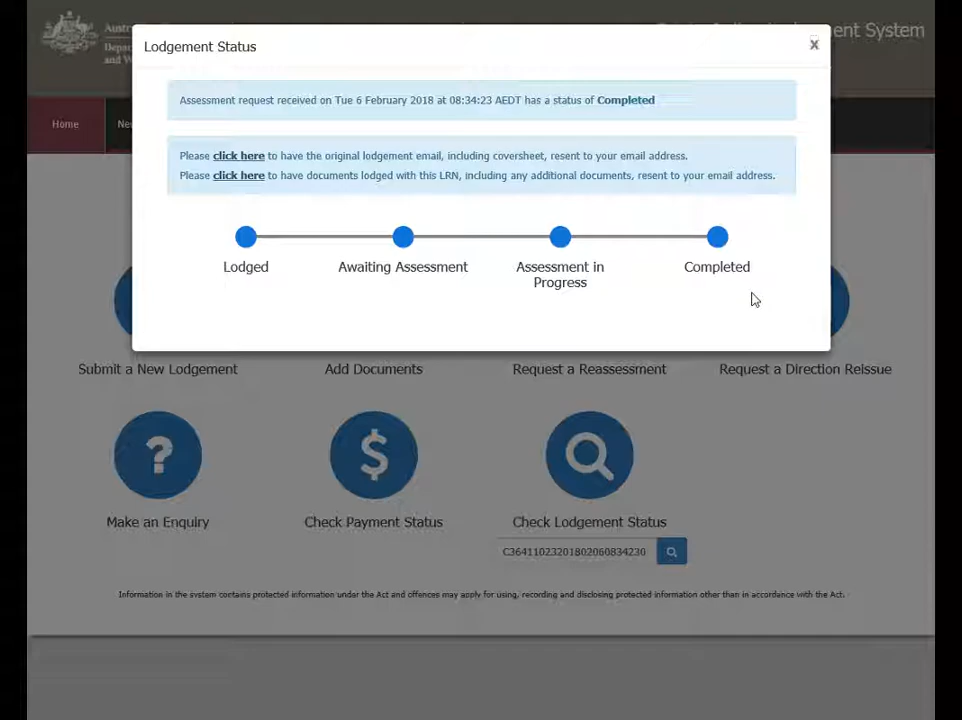 Lodgement Status
X
ent System
Assessment request received on Tue 6 February 2018 at 08:34:23 AEDT has a status of Completed
Home
Please click here to have the original lodgement email, including coversheet, resent to your email address.
Please click here to have documents lodged with this LRN, including any additional documents, resent to your email address.
Lodged
Awaiting Assessment
Assessment in
Progress
Completed
Submit a New Lodgement
Add Documents
Request a Reassessment
Request a Direction Reissue
?
$
Make an Enquiry
Check Payment Status
Check Lodgement Status
C36411023201802060834230
Information in the system contains protected information under the Act and offences may apply for using, recording and disclosing protected information other than in accordance with the Act.